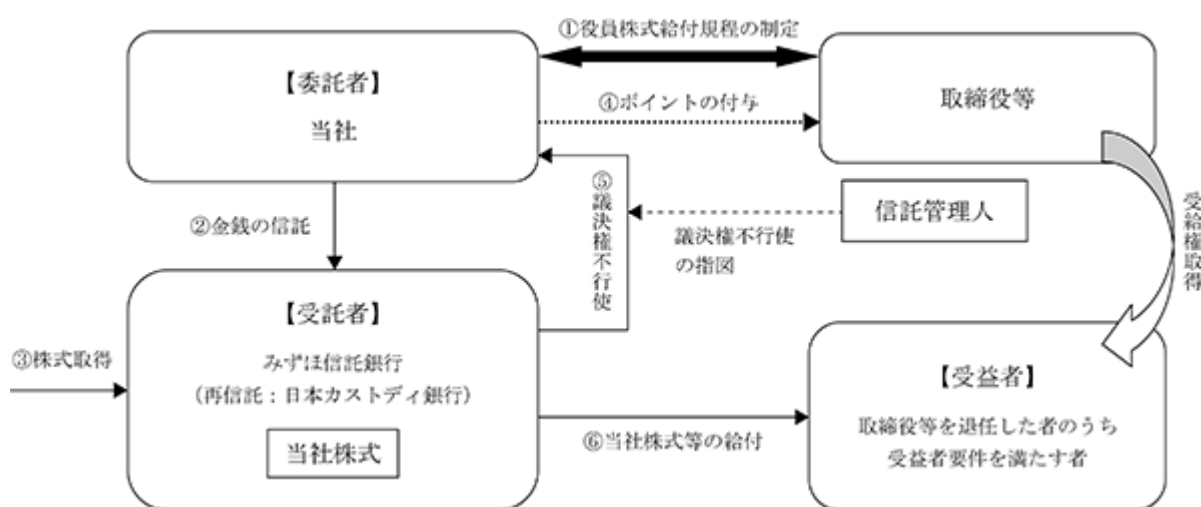 ①役員株式給付規程の制定
【委託者】
当社
取締役等
④ポイントの付与
⑤議決権不行使
信託管理人
②金銭の信託
議決権不行使
の指図
受給権取得
【受託者】
みずほ信託銀行
(再信託:日本カストディ銀行)
当社株式
③株式取得
【受益者】
取締役等を退任した者のうち
受益者要件を満たす者
⑥当社株式等の給付